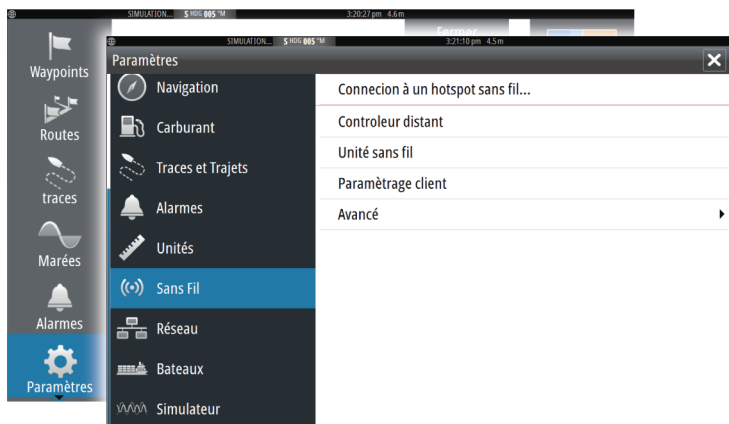 SIMULATION... S HDG 005 °M 3:20:27 pm 4.6 m
Waypoints
Routes
traces
Marées
Alarmes
Paramètres
Fermer
SIMULATION... S HDG 005 °M 3:21:10 pm 4.5 m
Paramètres
Navigation
Carburant
Traces et Trajets
Alarmes
Unités
Sans Fil
Réseau
Bateaux
Simulateur
Connecion à un hotspot sans fil...
Controleur distant
Unité sans fil
Paramètrage client
Avancé